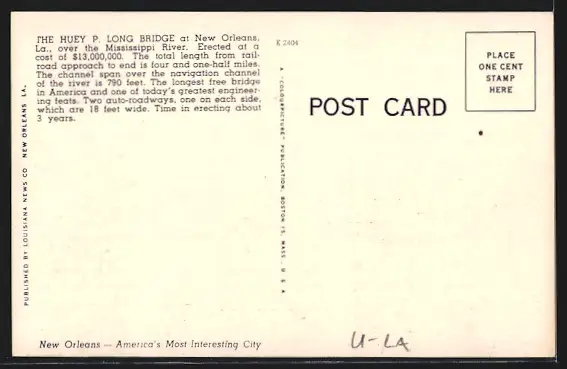 THE HUEY P. LONG BRIDGE at New Orleans,
La., over the Mississippi River. Erected at a
cost of $13,000,000. The total length from rail-
road approach to end is four and one-half miles.
The channel span over the navigation channel
of the river is 790 feet. The longest free bridge
in America and one of today's greatest engineer-
ing feats. Two auto-roadways, one on each side,
which are 18 feet wide. Time in erecting about
3 years.
K 2404
PLACE
ONE CENT
STAMP
HERE
POST CARD
PUBLISHED BY LOUISIANA NEWS CO NEW ORLEANS LA.
A "COLOURPICTURE" PUBLICATION, BOSTON 15, MASS., U S A
New Orleans — America's Most Interesting City
U-LA